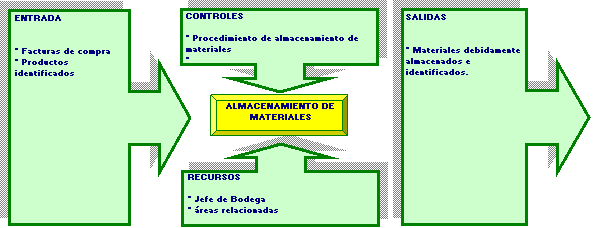 ENTRADA
* Facturas de compra
* Productos
identificados
CONTROLES
* Procedimiento de almacenamiento de
materiales
*
ALMACENAMIENTO DE
MATERIALES
RECURSOS
* Jefe de Bodega
* áreas relacionadas
SALIDAS
* Materiales debidamente
almacenados e
identificados.